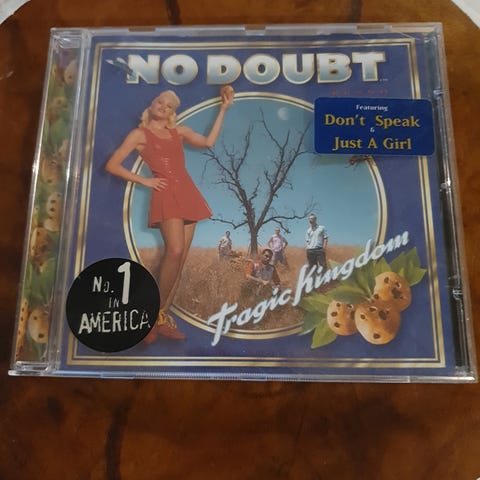 NO DOUBT
Featuring
Don't Speak
&
Just A Girl
Tragic Kingdom
No. 1
IN
AMERICA